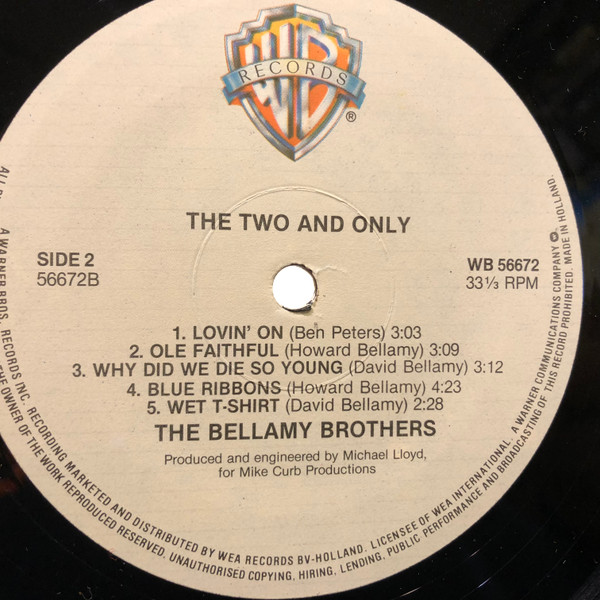 WB
RECORDS
®
THE TWO AND ONLY
SIDE 2
56672B
WB 56672
33⅓ RPM
1. LOVIN' ON (Ben Peters) 3:03
2. OLE FAITHFUL (Howard Bellamy) 3:09
3. WHY DID WE DIE SO YOUNG (David Bellamy) 3:12
4. BLUE RIBBONS (Howard Bellamy) 4:23
5. WET T-SHIRT (David Bellamy) 2:28
THE BELLAMY BROTHERS
Produced and engineered by Michael Lloyd,
for Mike Curb Productions
A WARNER BROS. RECORDS INC. RECORDING MARKETED AND DISTRIBUTED BY WEA RECORDS BV-HOLLAND. LICENSEE OF WEA INTERNATIONAL. A WARNER COMMUNICATIONS COMPANY
THE OWNER OF THE WORK REPRODUCED RESERVED. UNAUTHORISED COPYING, HIRING, LENDING, PUBLIC PERFORMANCE AND BROADCASTING OF THIS RECORD PROHIBITED. MADE IN HOLLAND.